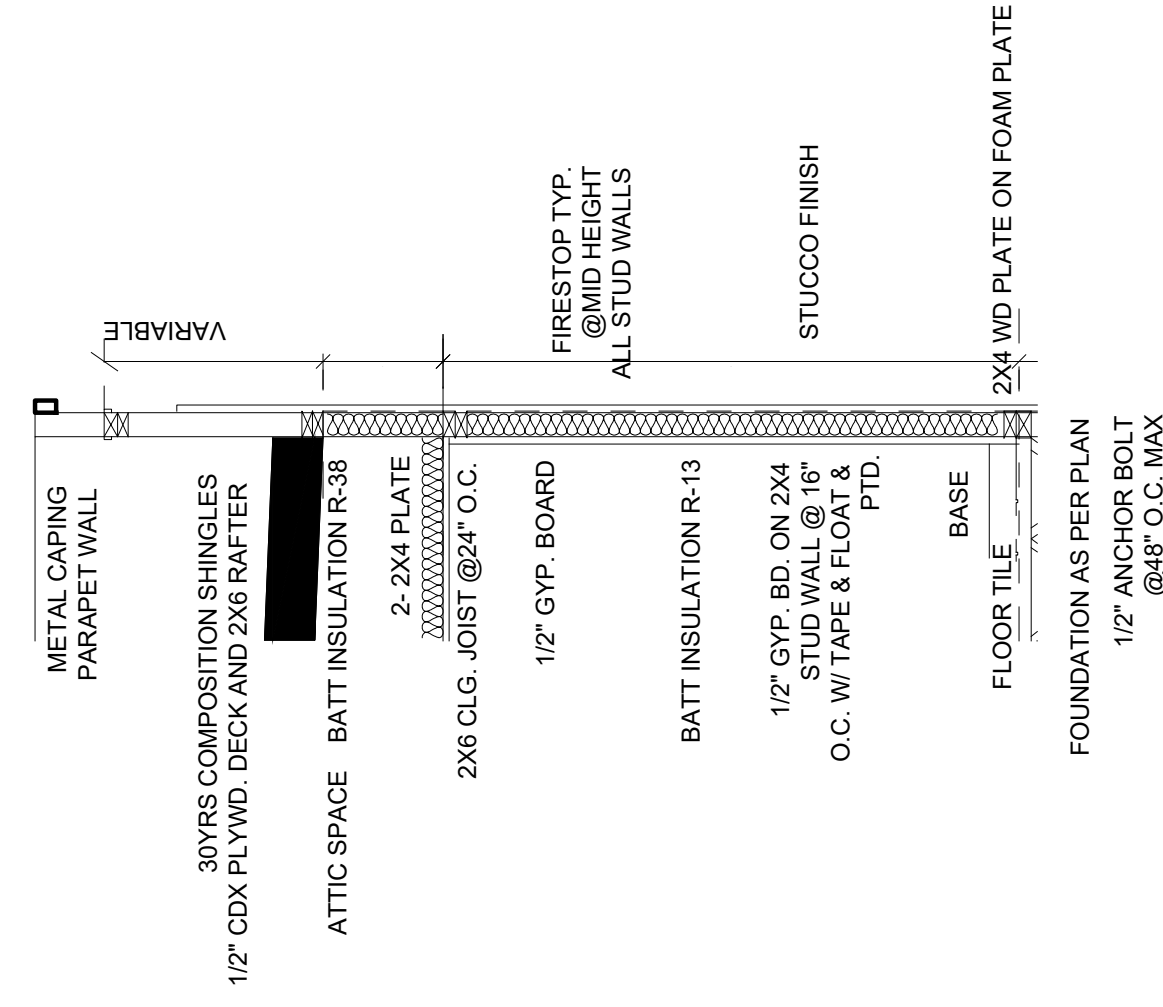 METAL CAPING
PARAPET WALL
VARIABLE
30YRS COMPOSITION SHINGLES
1/2" CDX PLYWD. DECK AND 2X6 RAFTER
ATTIC SPACE
BATT INSULATION R-38
2- 2X4 PLATE
2X6 CLG. JOIST @24" O.C.
1/2" GYP. BOARD
FIRESTOP TYP.
@MID HEIGHT
ALL STUD WALLS
BATT INSULATION R-13
1/2" GYP. BD. ON 2X4
STUD WALL @ 16"
O.C. W/ TAPE & FLOAT &
PTD.
STUCCO FINISH
BASE
FLOOR TILE
2X4 WD PLATE ON FOAM PLATE
FOUNDATION AS PER PLAN
1/2" ANCHOR BOLT
@48" O.C. MAX